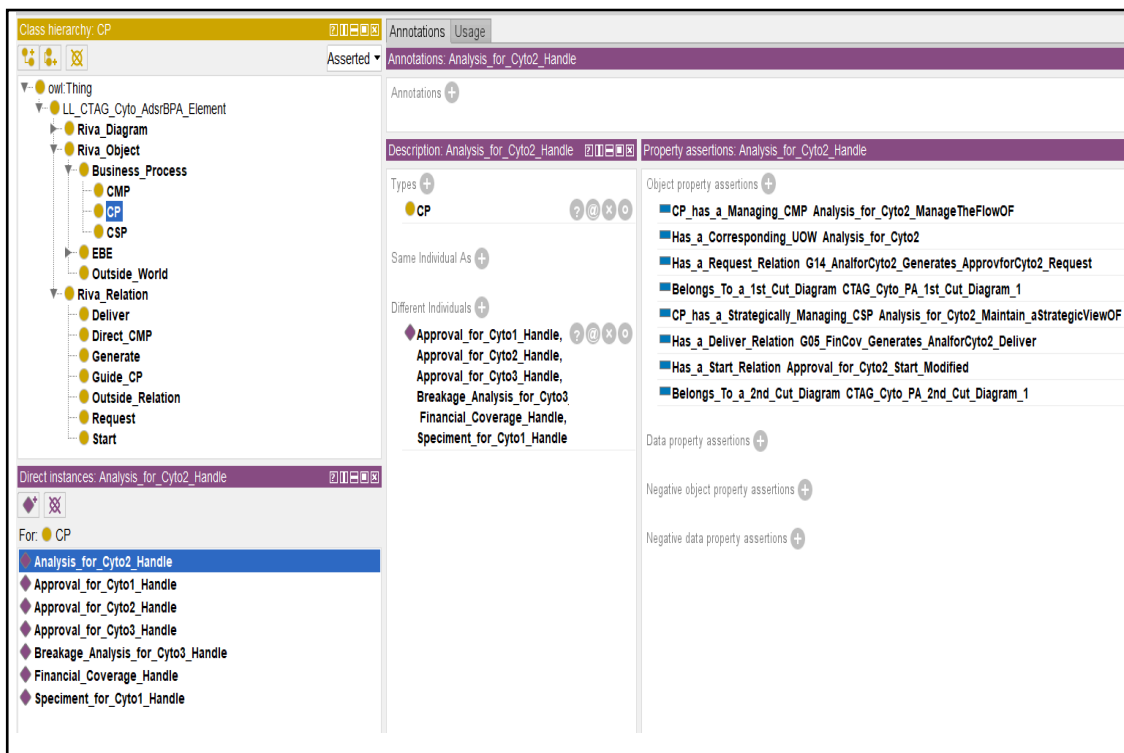 Class hierarchy: CP
Asserted
owl:Thing
LL_CTAG_Cyto_AdsrBPA_Element
Riva_Diagram
Riva_Object
Business_Process
CMP
CP
CSP
EBE
Outside_World
Riva_Relation
Deliver
Direct_CMP
Generate
Guide_CP
Outside_Relation
Request
Start
Direct instances: Analysis_for_Cyto2_Handle
For: CP
Analysis_for_Cyto2_Handle
Approval_for_Cyto1_Handle
Approval_for_Cyto2_Handle
Approval_for_Cyto3_Handle
Breakage_Analysis_for_Cyto3_Handle
Financial_Coverage_Handle
Speciment_for_Cyto1_Handle
Annotations Usage
Annotations: Analysis_for_Cyto2_Handle
Annotations
Description: Analysis_for_Cyto2_Handle
Types
CP
Same Individual As
Different Individuals
Approval_for_Cyto1_Handle,
Approval_for_Cyto2_Handle,
Approval_for_Cyto3_Handle,
Breakage_Analysis_for_Cyto3
Financial_Coverage_Handle,
Speciment_for_Cyto1_Handle
Property assertions: Analysis_for_Cyto2_Handle
Object property assertions
CP_has_a_Managing_CMP Analysis_for_Cyto2_ManageTheFlowOF
Has_a_Corresponding_UOW Analysis_for_Cyto2
Has_a_Request_Relation G14_AnalforCyto2_Generates_ApprovforCyto2_Request
Belongs_To_a_1st_Cut_Diagram CTAG_Cyto_PA_1st_Cut_Diagram_1
CP_has_a_Strategically_Managing_CSP Analysis_for_Cyto2_Maintain_aStrategicViewOF
Has_a_Deliver_Relation G05_FinCov_Generates_AnalforCyto2_Deliver
Has_a_Start_Relation Approval_for_Cyto2_Start_Modified
Belongs_To_a_2nd_Cut_Diagram CTAG_Cyto_PA_2nd_Cut_Diagram_1
Data property assertions
Negative object property assertions
Negative data property assertions